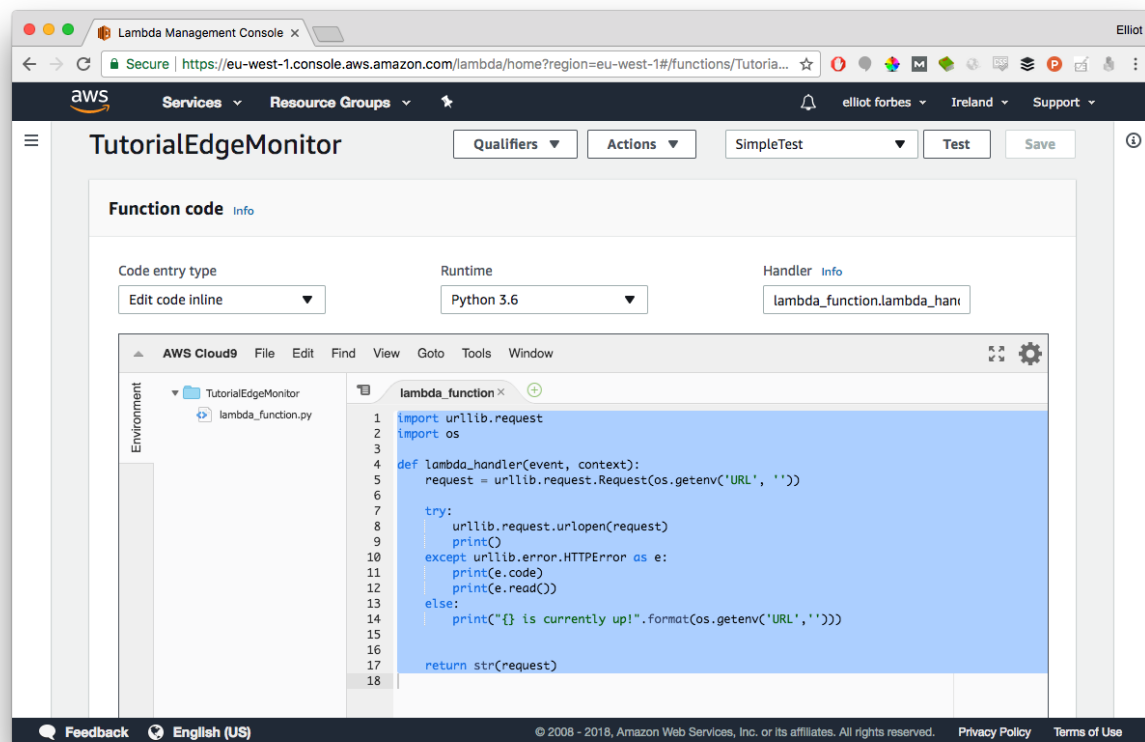 Lambda Management Console ×
Elliot
Secure | https://eu-west-1.console.aws.amazon.com/lambda/home?region=eu-west-1#/functions/Tutoria...
aws Services Resource Groups elliot forbes Ireland Support
TutorialEdgeMonitor Qualifiers Actions SimpleTest Test Save
Function code Info
Code entry type Runtime Handler Info
Edit code inline Python 3.6 lambda_function.lambda_hand
AWS Cloud9 File Edit Find View Goto Tools Window
Environment
TutorialEdgeMonitor
lambda_function.py
lambda_function ×
1 import urllib.request
2 import os
3
4 def lambda_handler(event, context):
5 request = urllib.request.Request(os.getenv('URL', ''))
6
7 try:
8 urllib.request.urlopen(request)
9 print()
10 except urllib.error.HTTPError as e:
11 print(e.code)
12 print(e.read())
13 else:
14 print("{} is currently up!".format(os.getenv('URL','')))
15
16
17 return str(request)
18
Feedback English (US) © 2008 - 2018, Amazon Web Services, Inc. or its affiliates. All rights reserved. Privacy Policy Terms of Use